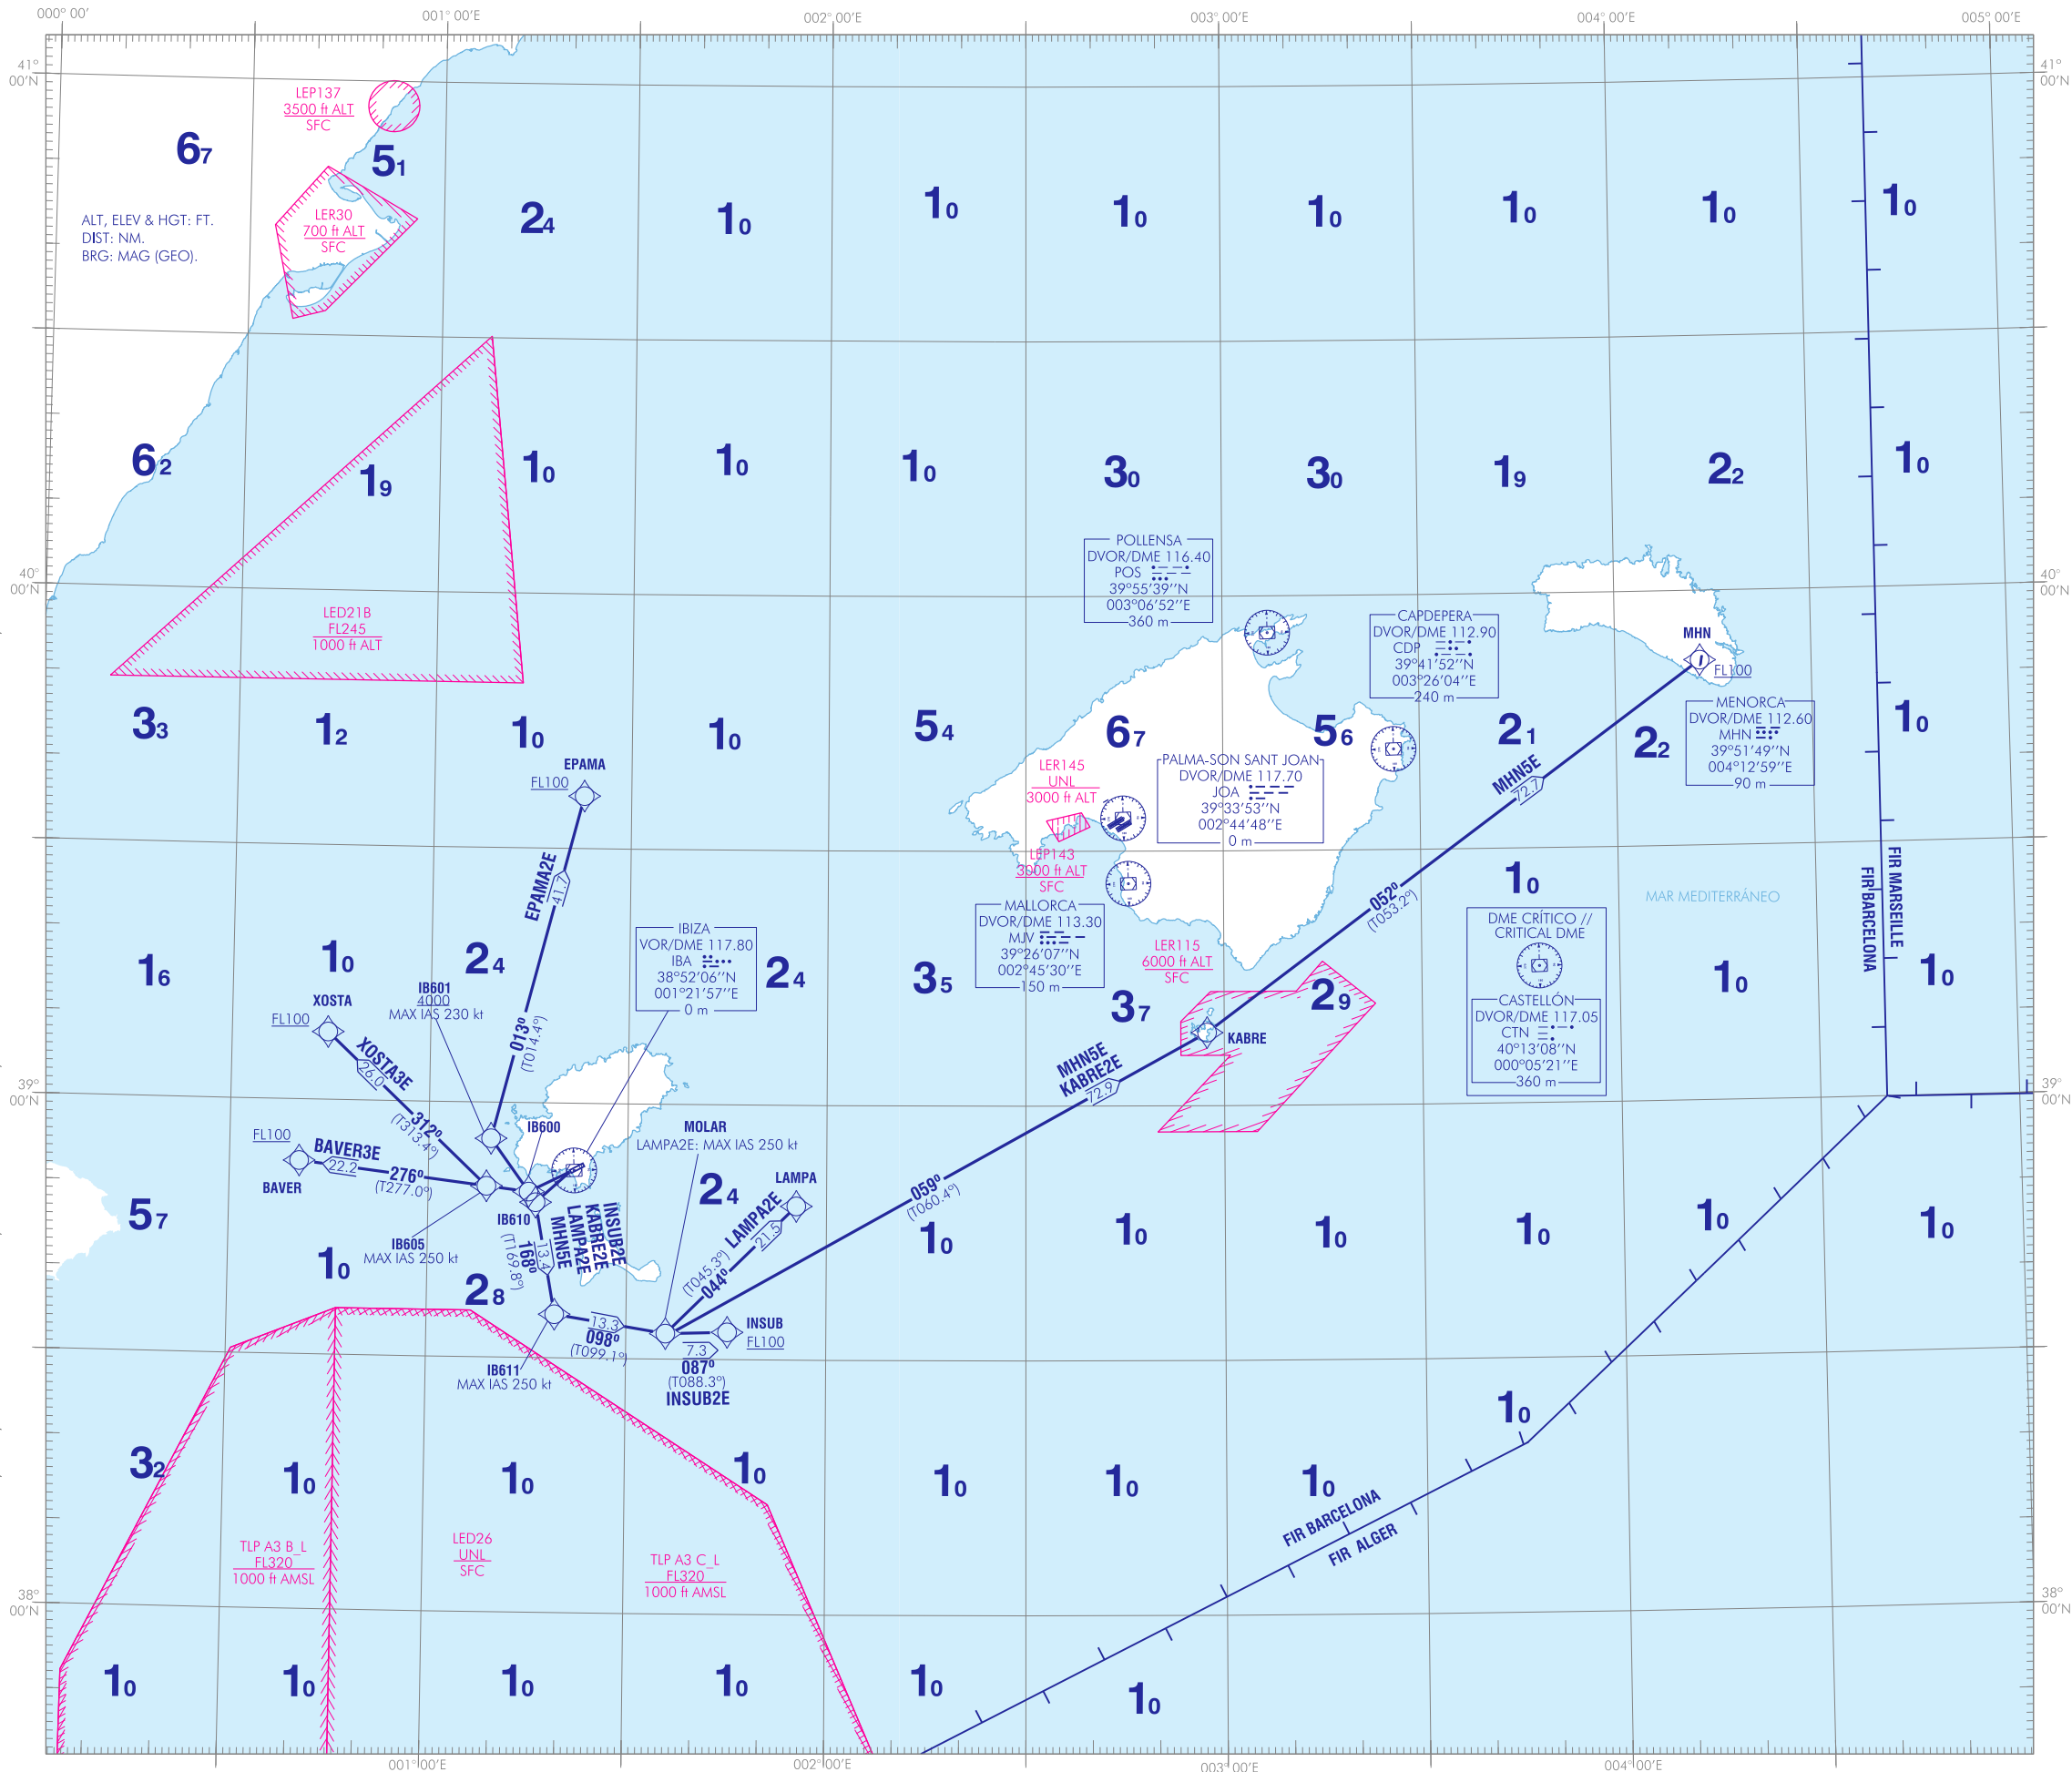 000° 00'
001° 00'E
002° 00'E
003° 00'E
004° 00'E
005° 00'E
41°
00'N
41°
00'N
LEP137
3500 ft ALT
SFC
67
51
ALT, ELEV & HGT: FT.
DIST: NM.
BRG: MAG (GEO).
LER30
700 ft ALT
SFC
24
10
10
10
10
10
10
10
62
19
10
10
10
30
30
19
22
10
40°
00'N
40°
00'N
LED21B
FL245
1000 ft ALT
POLLENSA
DVOR/DME 116.40
POS
39°55'39''N
003°06'52''E
360 m
CAPDEPERA
DVOR/DME 112.90
CDP
39°41'52''N
003°26'04''E
240 m
MHN
FL100
MENORCA
DVOR/DME 112.60
MHN
39°51'49''N
004°12'59''E
90 m
33
12
10
10
54
67
56
21
22
10
EPAMA
FL100
LER145
UNL
3000 ft ALT
PALMA-SON SANT JOAN
DVOR/DME 117.70
JOA
39°33'53''N
002°44'48''E
0 m
MHN5E
72.7
LEP143
3000 ft ALT
SFC
EPAMA2E
41.7
052°
(T053.2°)
10
MAR MEDITERRÁNEO
FIR BARCELONA
FIR MARSEILLE
MALLORCA
DVOR/DME 113.30
MJV
39°26'07''N
002°45'30''E
150 m
LER115
6000 ft ALT
SFC
DME CRÍTICO //
CRITICAL DME
CASTELLÓN
DVOR/DME 117.05
CTN
40°13'08''N
000°05'21''E
360 m
IBIZA
VOR/DME 117.80
IBA
38°52'06''N
001°21'57''E
0 m
16
10
24
24
35
37
29
10
10
XOSTA
FL100
IB601
4000
MAX IAS 230 kt
013°
(T014.4°)
XOSTA3E
26.0
312°
(T313.4°)
KABRE
MHN5E
KABRE2E
72.9
39°
00'N
39°
00'N
FL100
BAVER3E
22.2
276°
(T277.0°)
BAVER
IB600
MOLAR
LAMPA2E: MAX IAS 250 kt
LAMPA
LAMPA2E
21.5
(T045.3°)
044°
059°
(T060.4°)
IB610
IB605
MAX IAS 250 kt
168°
(T169.8°)
13.4
MHN5E
LAMPA2E
KABRE2E
INSUB2E
57
10
28
24
10
10
10
10
10
10
13.3
098°
(T099.1°)
IB611
MAX IAS 250 kt
INSUB
FL100
7.3
087°
(T088.3°)
INSUB2E
32
10
10
10
10
10
10
10
TLP A3 B_L
FL320
1000 ft AMSL
LED26
UNL
SFC
TLP A3 C_L
FL320
1000 ft AMSL
FIR BARCELONA
FIR ALGER
38°
00'N
38°
00'N
10
10
10
10
10
10
001° 00'E
002° 00'E
003° 00'E
004° 00'E